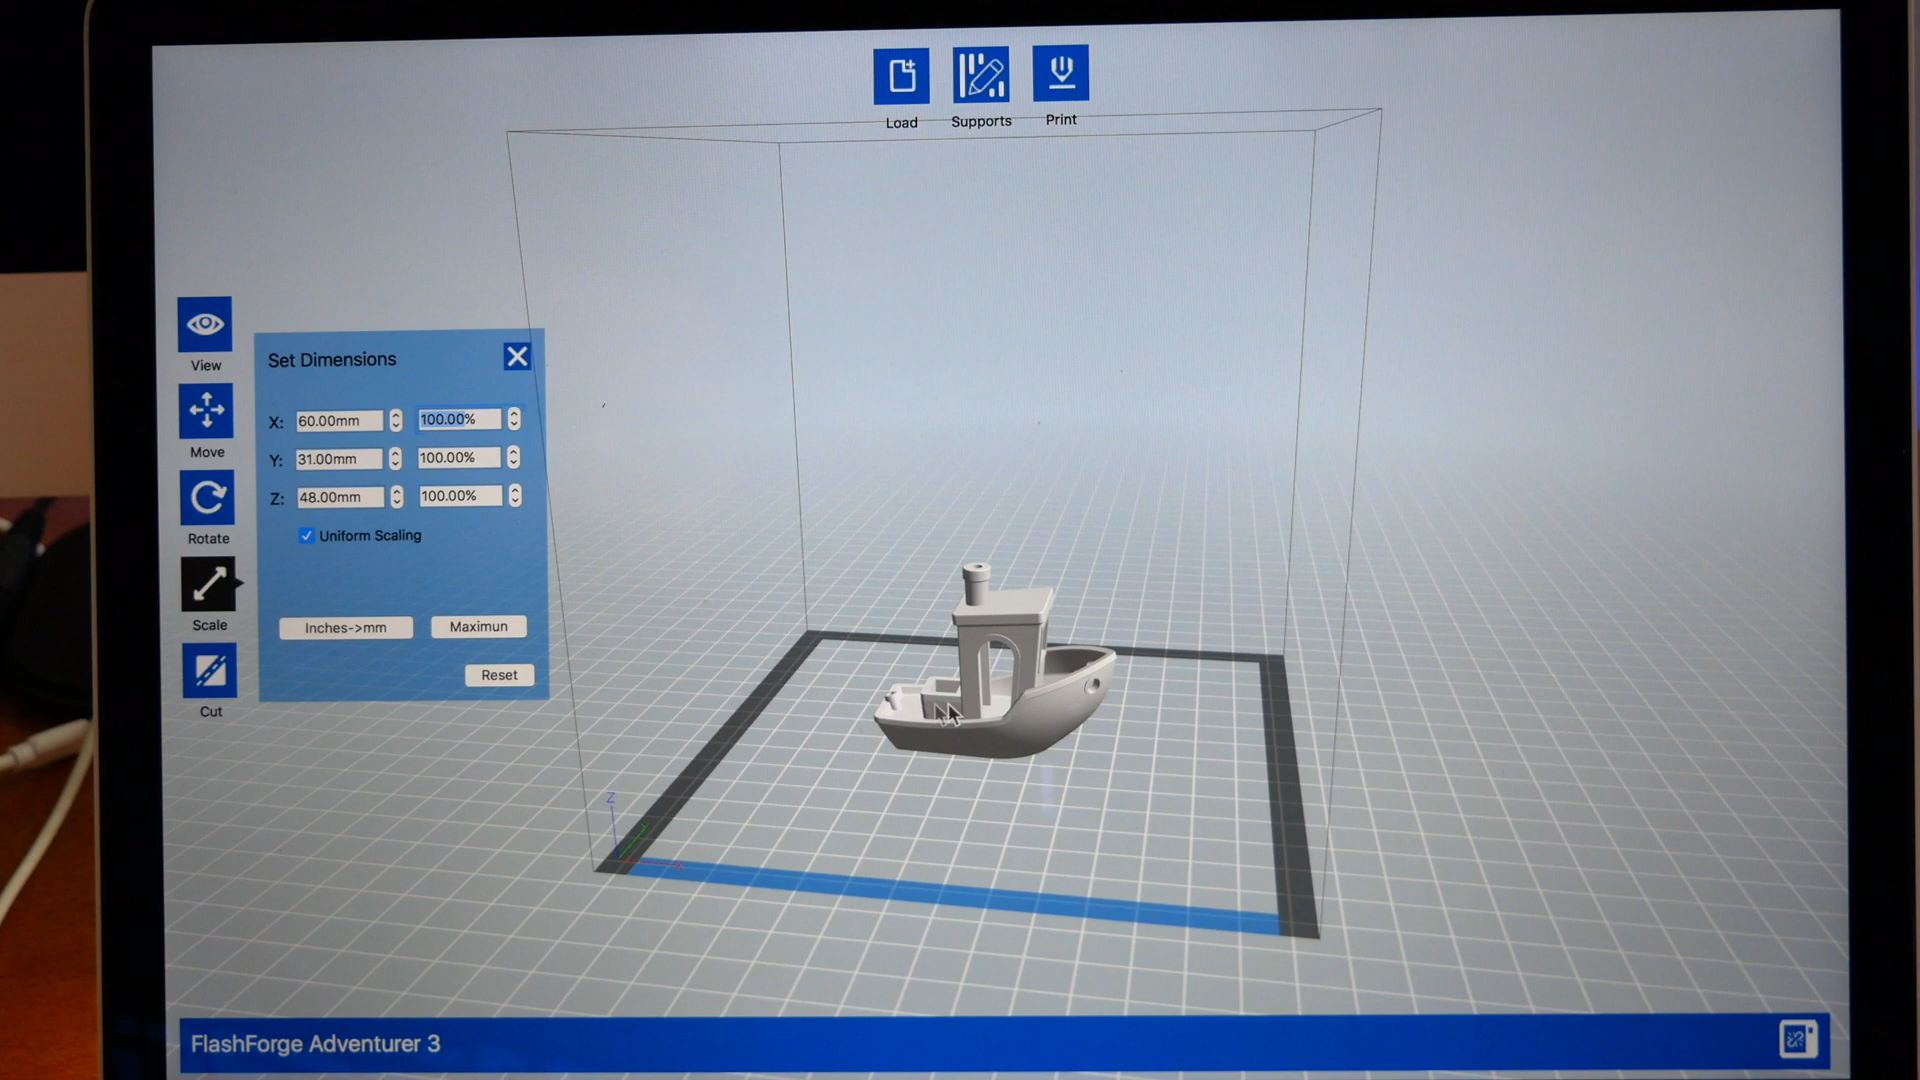 Load
Supports
Print
View
Move
Rotate
Scale
Cut
Set Dimensions
X: 60.00mm 100.00%
Y: 31.00mm 100.00%
Z: 48.00mm 100.00%
Uniform Scaling
Inches->mm
Maximun
Reset
Z
X
FlashForge Adventurer 3